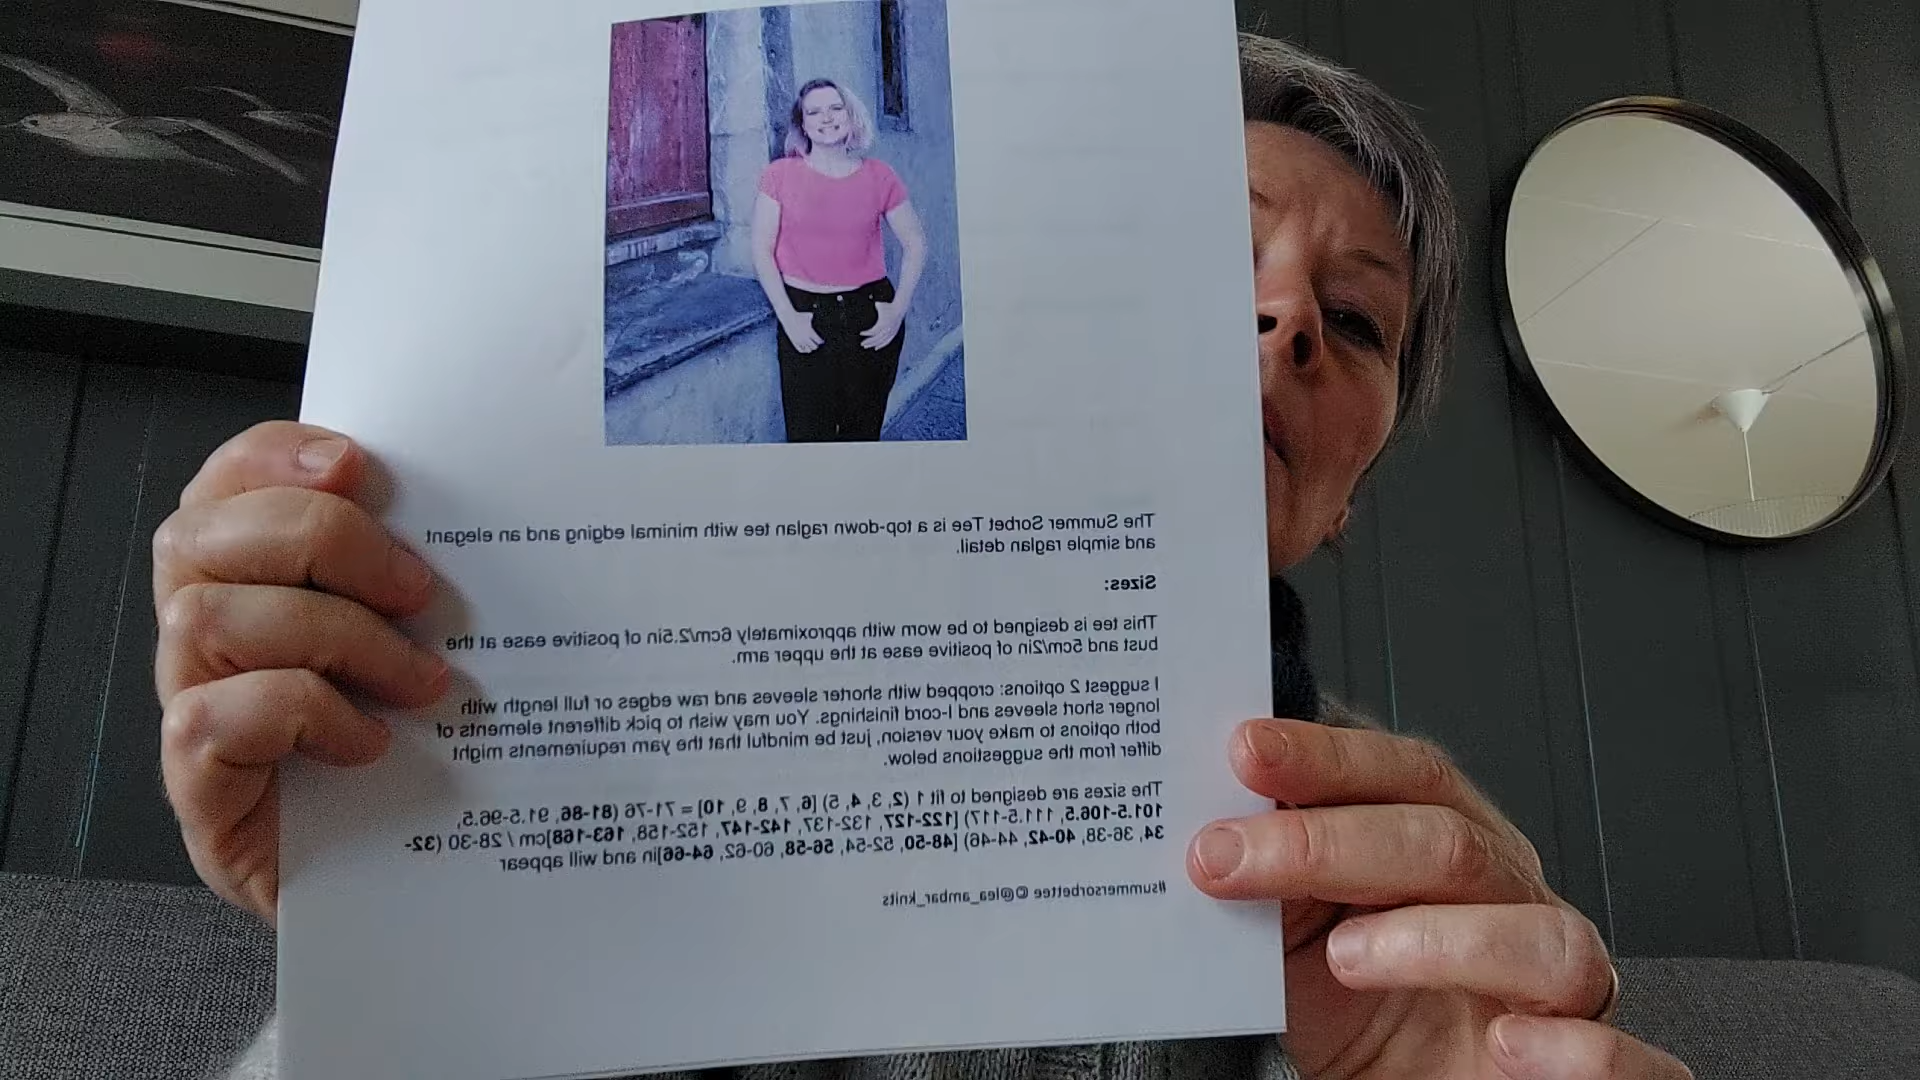 The Summer Sorbet Tee is a top-down raglan tee with minimal edging and an elegant
and simple raglan detail.
Sizes:
This tee is designed to be worn with approximately 6cm/2.5in of positive ease at the
bust and 5cm/2in of positive ease at the upper arm.
I suggest 2 options: cropped with shorter sleeves and raw edges or full length with
longer short sleeves and I-cord finishings. You may wish to pick different elements of
both options to make your version, just be mindful that the yarn requirements might
differ from the suggestions below.
The sizes are designed to fit 1 (2, 3, 4, 5) [6, 7, 8, 9, 10] = 71-76 (81-86, 91.5-96.5,
101.5-106.5, 111.5-117) [122-127, 132-137, 142-147, 152-158, 163-168]cm / 28-30 (32-
34, 36-38, 40-42, 44-46) [48-50, 52-54, 56-58, 60-62, 64-66]in and will appear
#summersorbettee © @lea_ambar_knits